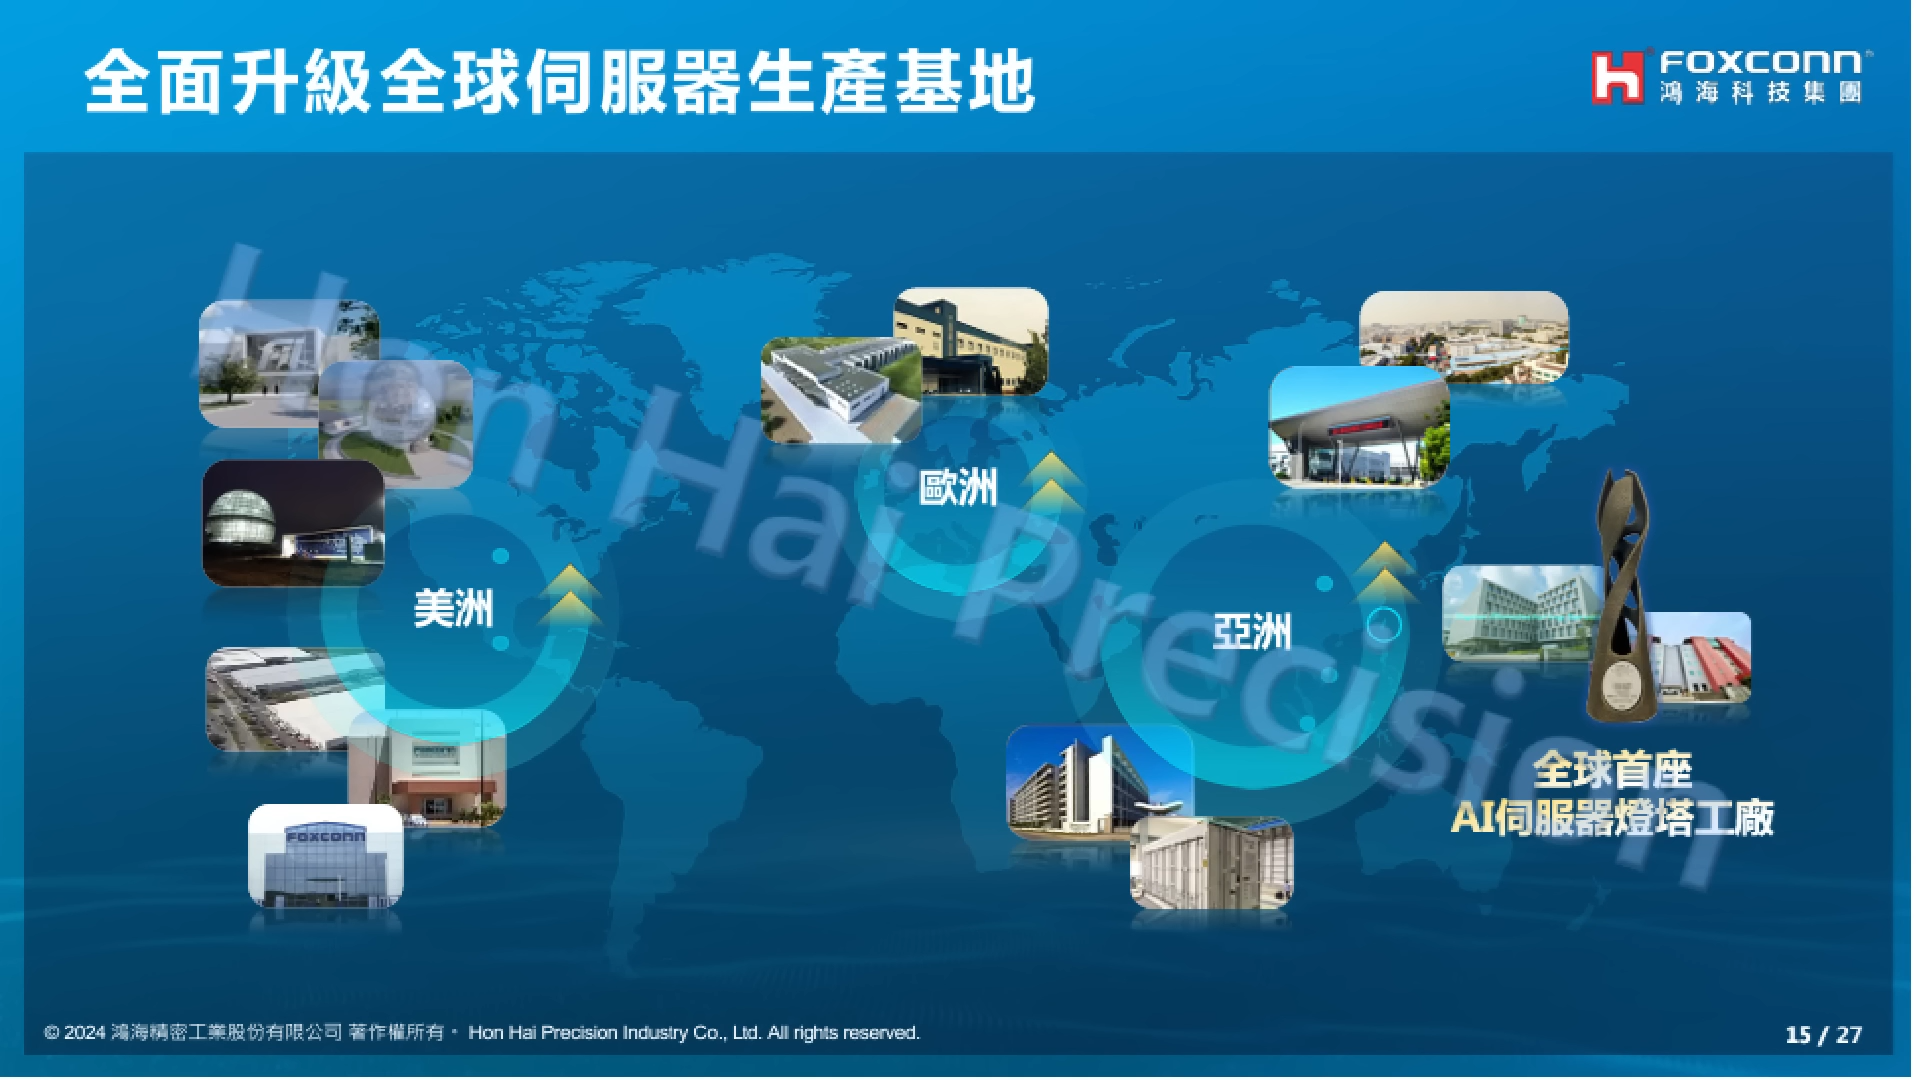 全面升級全球伺服器生產基地
FOXCONN
鴻海科技集團
美洲
歐洲
亞洲
FOXCONN
FOXCONN
全球首座
AI伺服器燈塔工廠
Hon Hai Precision
© 2024 鴻海精密工業股份有限公司 著作權所有。 Hon Hai Precision Industry Co., Ltd. All rights reserved.
15 / 27